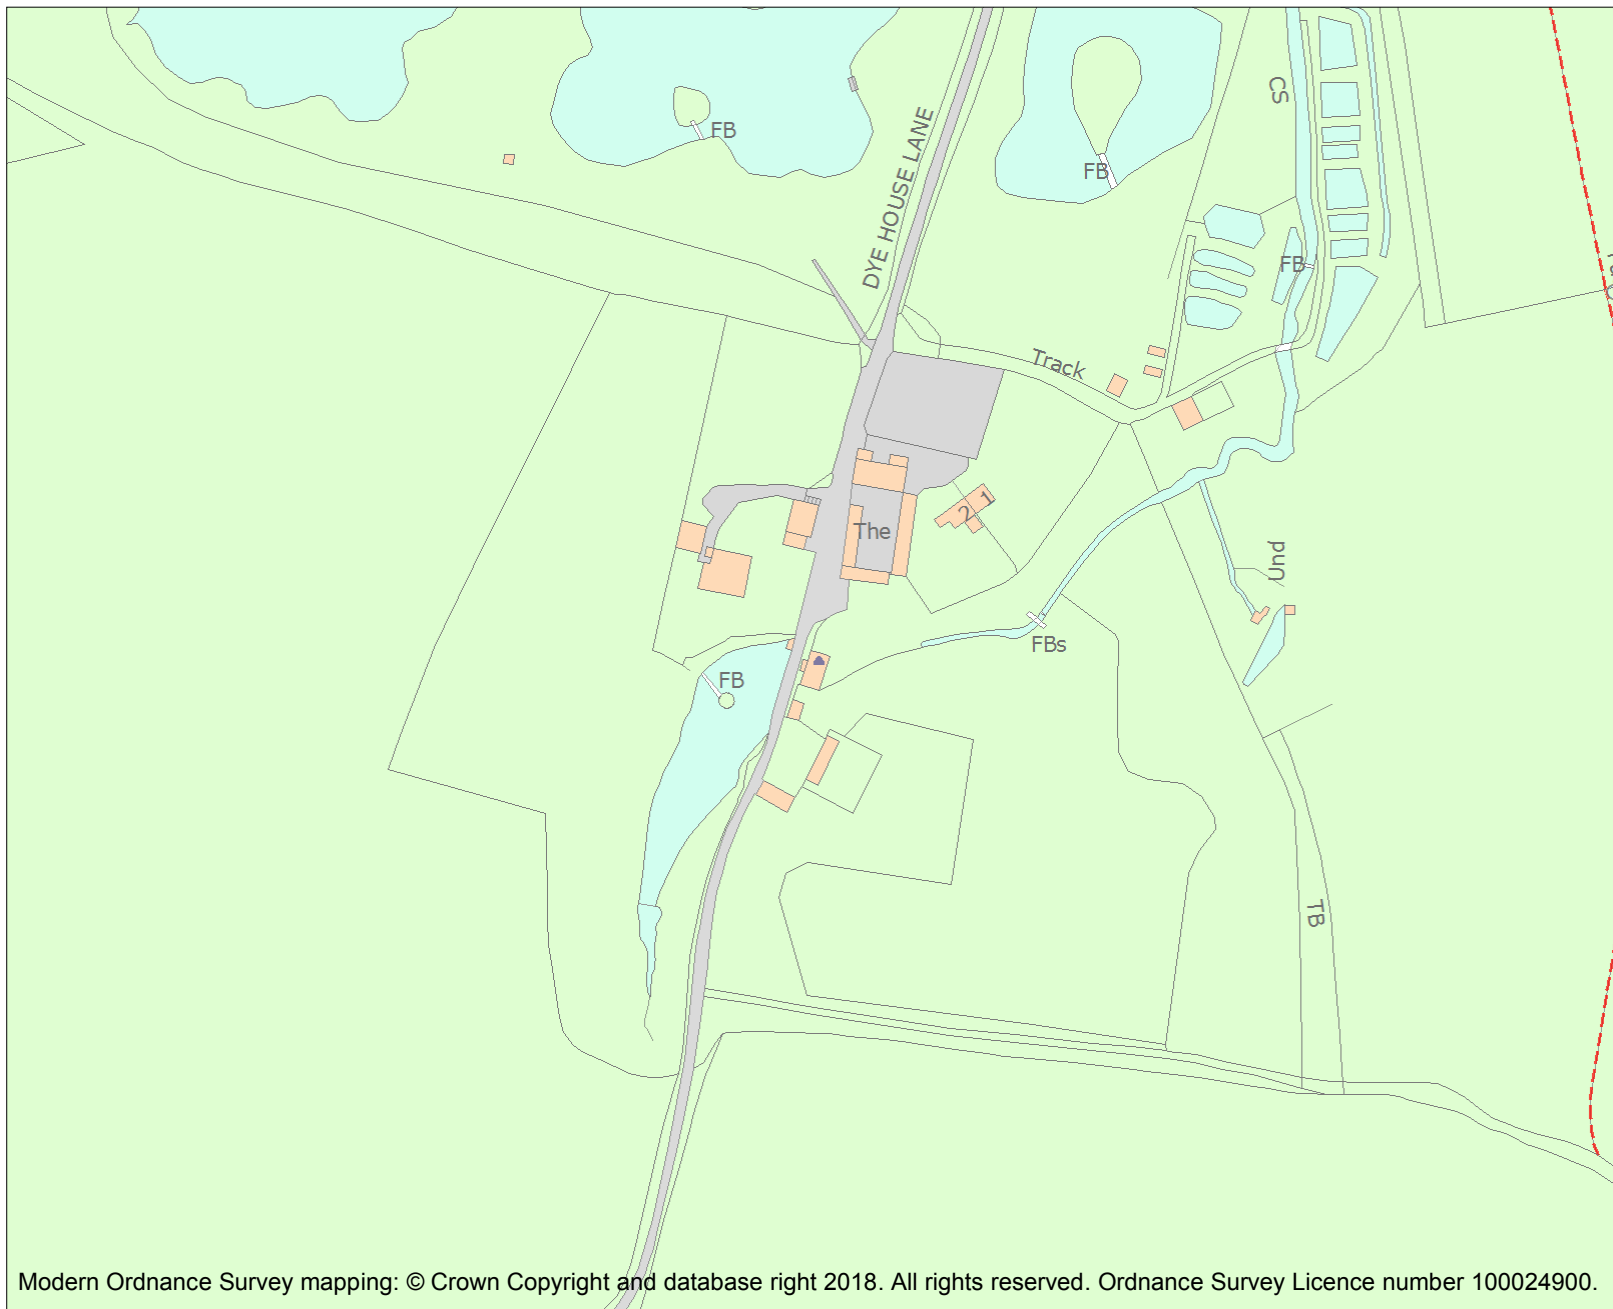 CS
FB
DYE HOUSE LANE
FB
FB
Track
1
2
The
Und
FBs
FB
TB
Modern Ordnance Survey mapping: © Crown Copyright and database right 2018. All rights reserved. Ordnance Survey Licence number 100024900.